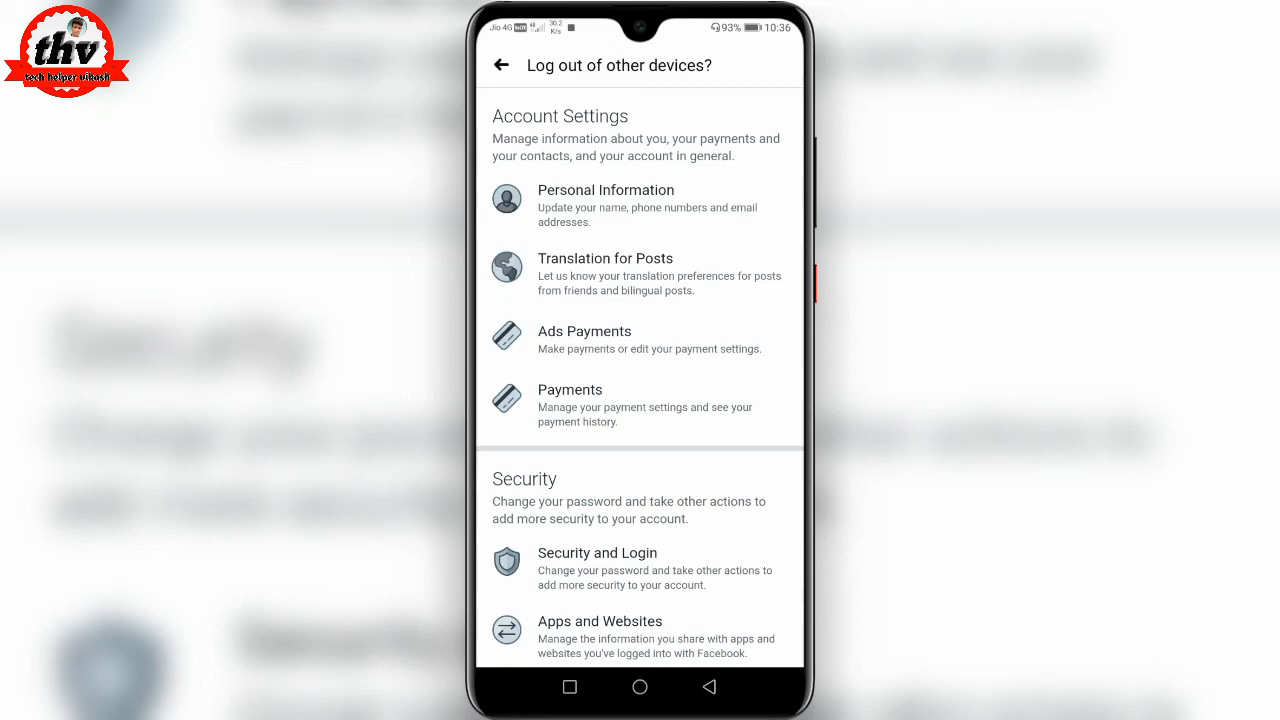 thv
tech helper vikash
Jio 4G 4G 30.2 K/s 93% 10:36
Log out of other devices?
Account Settings
Manage information about you, your payments and
your contacts, and your account in general.
Personal Information
Update your name, phone numbers and email
addresses.
Translation for Posts
Let us know your translation preferences for posts
from friends and bilingual posts.
Ads Payments
Make payments or edit your payment settings.
Payments
Manage your payment settings and see your
payment history.
Security
Change your password and take other actions to
add more security to your account.
Security and Login
Change your password and take other actions to
add more security to your account.
Apps and Websites
Manage the information you share with apps and
websites you've logged into with Facebook.